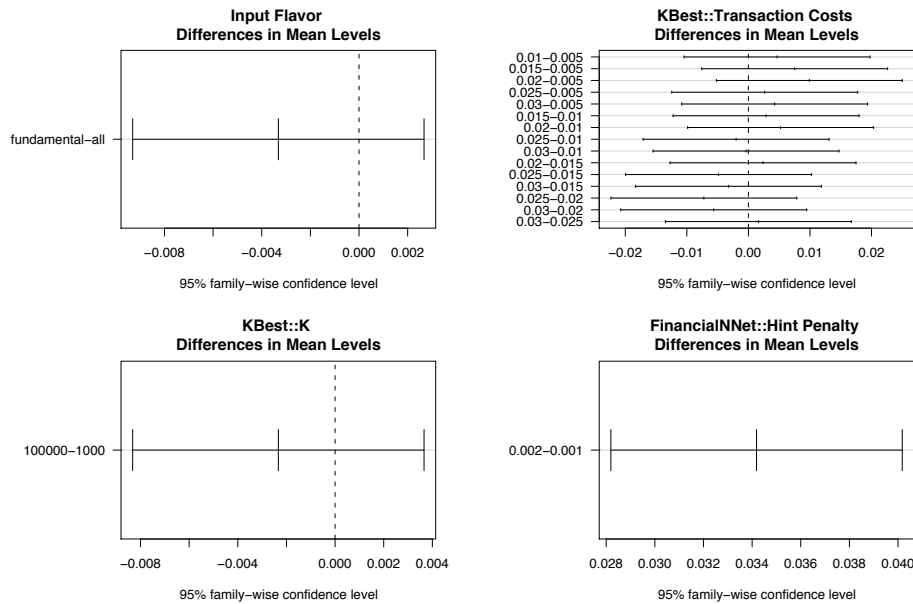 Input Flavor
Differences in Mean Levels
fundamental−all
−0.008
−0.004
0.000
0.002
95% family−wise confidence level
KBest::Transaction Costs
Differences in Mean Levels
0.01−0.005
0.015−0.005
0.02−0.005
0.025−0.005
0.03−0.005
0.015−0.01
0.02−0.01
0.025−0.01
0.03−0.01
0.02−0.015
0.025−0.015
0.03−0.015
0.025−0.02
0.03−0.02
0.03−0.025
−0.02
−0.01
0.00
0.01
0.02
95% family−wise confidence level
KBest::K
Differences in Mean Levels
100000−1000
−0.008
−0.004
0.000
0.002
0.004
95% family−wise confidence level
FinancialNNet::Hint Penalty
Differences in Mean Levels
0.002−0.001
0.028
0.030
0.032
0.034
0.036
0.038
0.040
95% family−wise confidence level